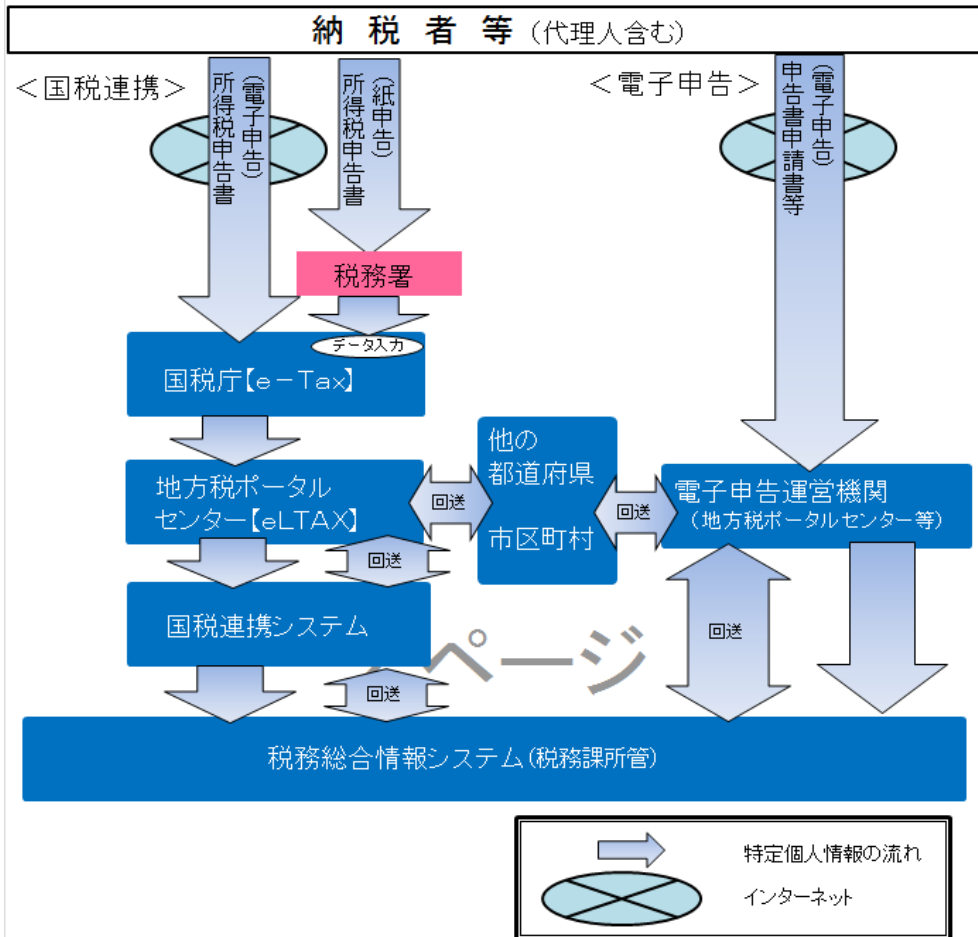 納税者等(代理人含む)
＜国税連携＞
(電子申告)
所得税申告書
(紙申告)
所得税申告書
＜電子申告＞
(電子申告)
申告書申請書等
税務署
データ入力
国税庁【e－Tax】
地方税ポータル
センター【eLTAX】
回送
他の
都道府県
市区町村
回送
電子申告運営機関
(地方税ポータルセンター等)
回送
国税連携システム
回送
回送
ページ
税務総合情報システム(税務課所管)
特定個人情報の流れ
インターネット